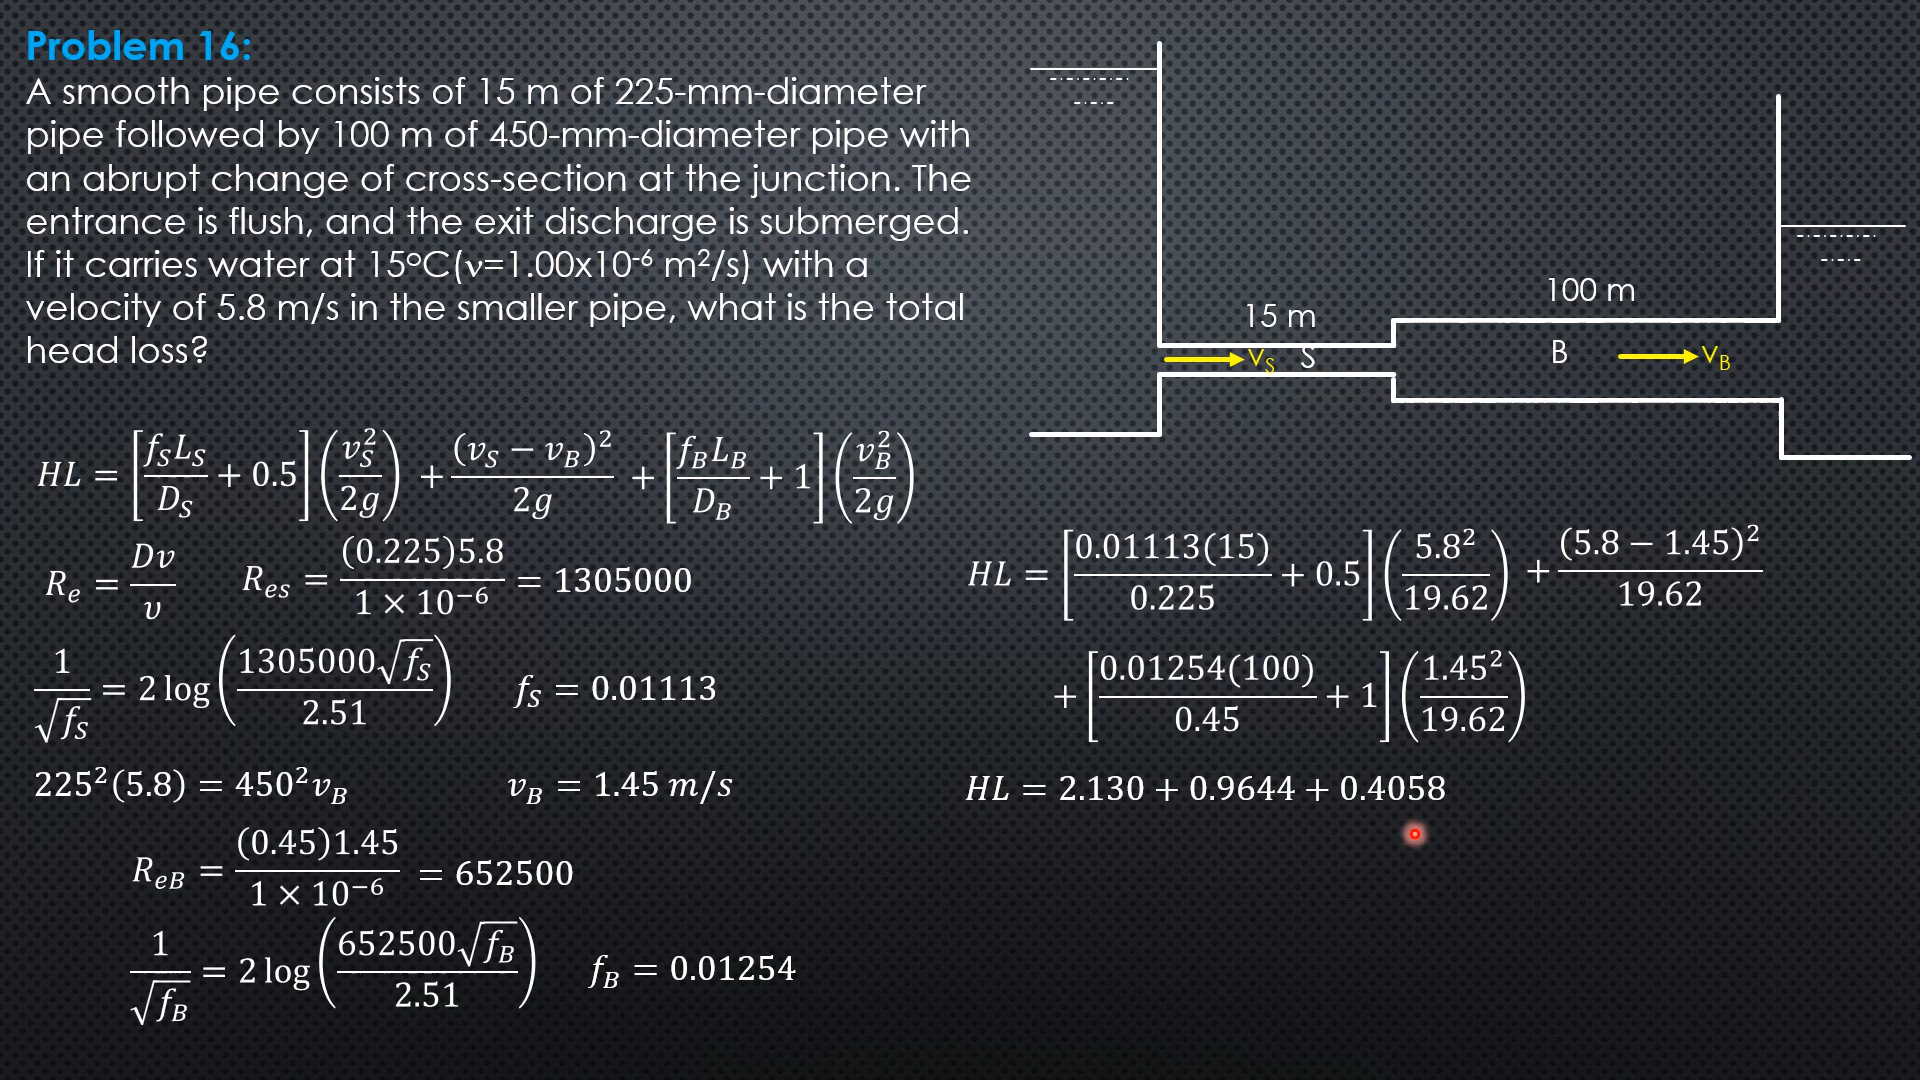 Problem 16:
A smooth pipe consists of 15 m of 225-mm-diameter
pipe followed by 100 m of 450-mm-diameter pipe with
an abrupt change of cross-section at the junction. The
entrance is flush, and the exit discharge is submerged.
If it carries water at 15°C(ν=1.00x10⁻⁶ m²/s) with a
velocity of 5.8 m/s in the smaller pipe, what is the total
head loss?
100 m
15 m
v_S S B v_B
HL = [f_S L_S / D_S + 0.5] (v_S² / 2g) + (v_S − v_B)² / 2g + [f_B L_B / D_B + 1] (v_B² / 2g)
R_e = Dv / υ R_es = (0.225)5.8 / 1 × 10⁻⁶ = 1305000
1 / √f_S = 2 log (1305000√f_S / 2.51) f_S = 0.01113
225²(5.8) = 450²v_B v_B = 1.45 m/s
R_eB = (0.45)1.45 / 1 × 10⁻⁶ = 652500
1 / √f_B = 2 log (652500√f_B / 2.51) f_B = 0.01254
HL = [0.01113(15) / 0.225 + 0.5] (5.8² / 19.62) + (5.8 − 1.45)² / 19.62
+ [0.01254(100) / 0.45 + 1] (1.45² / 19.62)
HL = 2.130 + 0.9644 + 0.4058